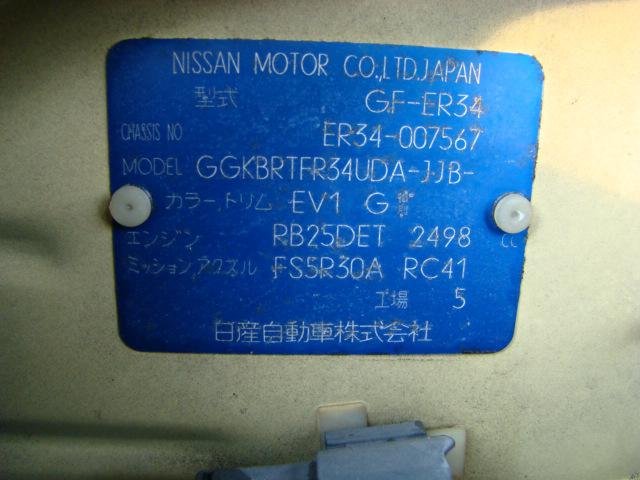 NISSAN MOTOR CO.,LTD.JAPAN
型式 GF-ER34
CHASSIS NO ER34-007567
MODEL GGKBRTFR34UDA-JJB-
カラー,トリム EV1 G
エンジン RB25DET 2498 CC
ミッション,アクスル FS5R30A RC41
工場 5
日産自動車株式会社